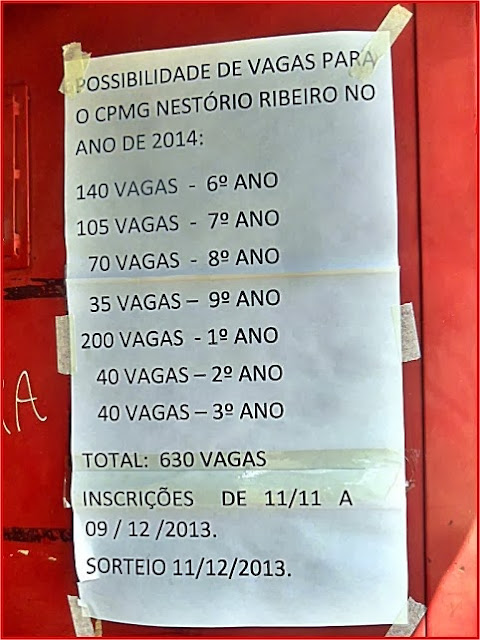 POSSIBILIDADE DE VAGAS PARA
O CPMG NESTÓRIO RIBEIRO NO
ANO DE 2014:
140 VAGAS - 6º ANO
105 VAGAS - 7º ANO
70 VAGAS - 8º ANO
35 VAGAS – 9º ANO
200 VAGAS - 1º ANO
40 VAGAS – 2º ANO
40 VAGAS – 3º ANO
TOTAL: 630 VAGAS
INSCRIÇÕES DE 11/11 A
09 / 12 /2013.
SORTEIO 11/12/2013.